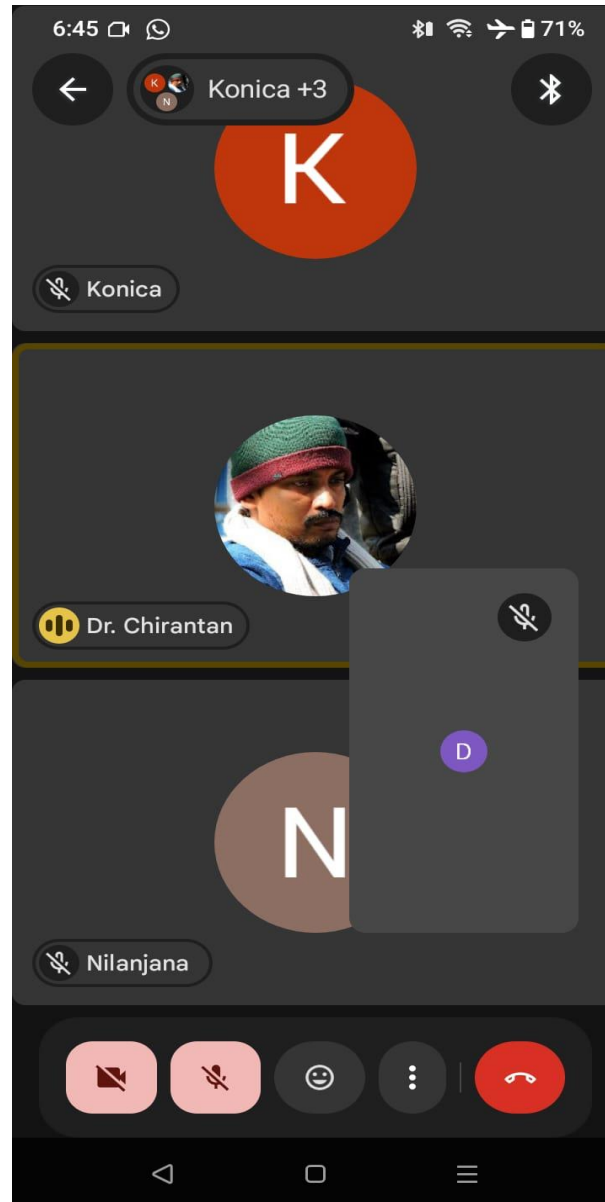 6:45 71%
K N Konica +3
K
Konica
Dr. Chirantan
D
N
Nilanjana